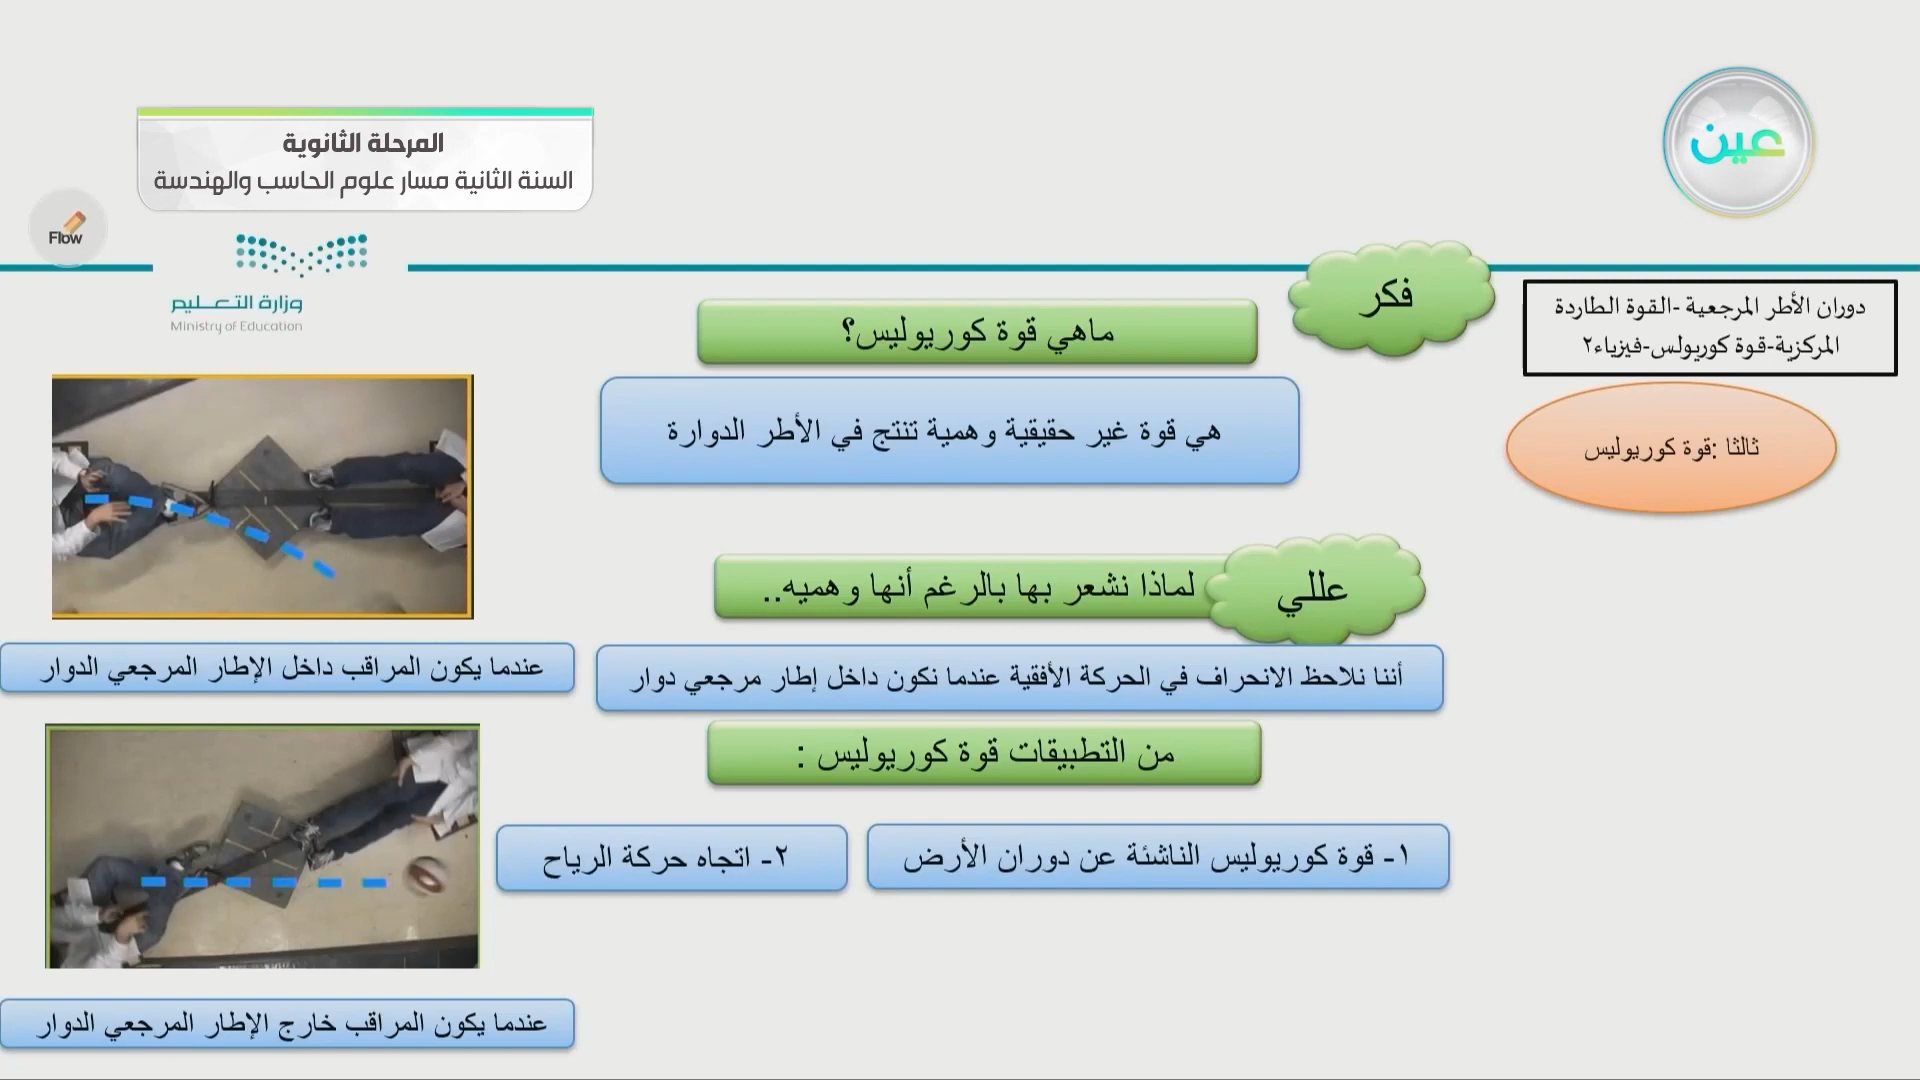 عين
المرحلة الثانوية
السنة الثانية مسار علوم الحاسب والهندسة
Flow
وزارة التعليم
Ministry of Education
دوران الأطر المرجعية -القوة الطاردة
المركزية-قوة كوريولس-فيزياء٢
ثالثا :قوة كوريوليس
فكر
ماهي قوة كوريوليس؟
هي قوة غير حقيقية وهمية تنتج في الأطر الدوارة
عللي
لماذا نشعر بها بالرغم أنها وهميه..
أننا نلاحظ الانحراف في الحركة الأفقية عندما نكون داخل إطار مرجعي دوار
من التطبيقات قوة كوريوليس :
١- قوة كوريوليس الناشئة عن دوران الأرض
٢- اتجاه حركة الرياح
عندما يكون المراقب داخل الإطار المرجعي الدوار
عندما يكون المراقب خارج الإطار المرجعي الدوار